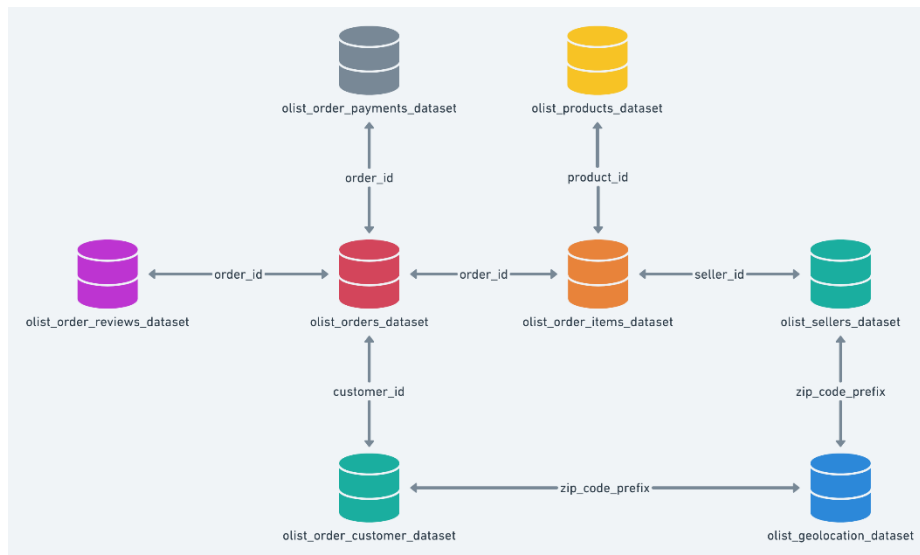 olist_order_payments_dataset
olist_products_dataset
order_id
product_id
order_id
order_id
seller_id
olist_order_reviews_dataset
olist_orders_dataset
olist_order_items_dataset
olist_sellers_dataset
customer_id
zip_code_prefix
zip_code_prefix
olist_order_customer_dataset
olist_geolocation_dataset